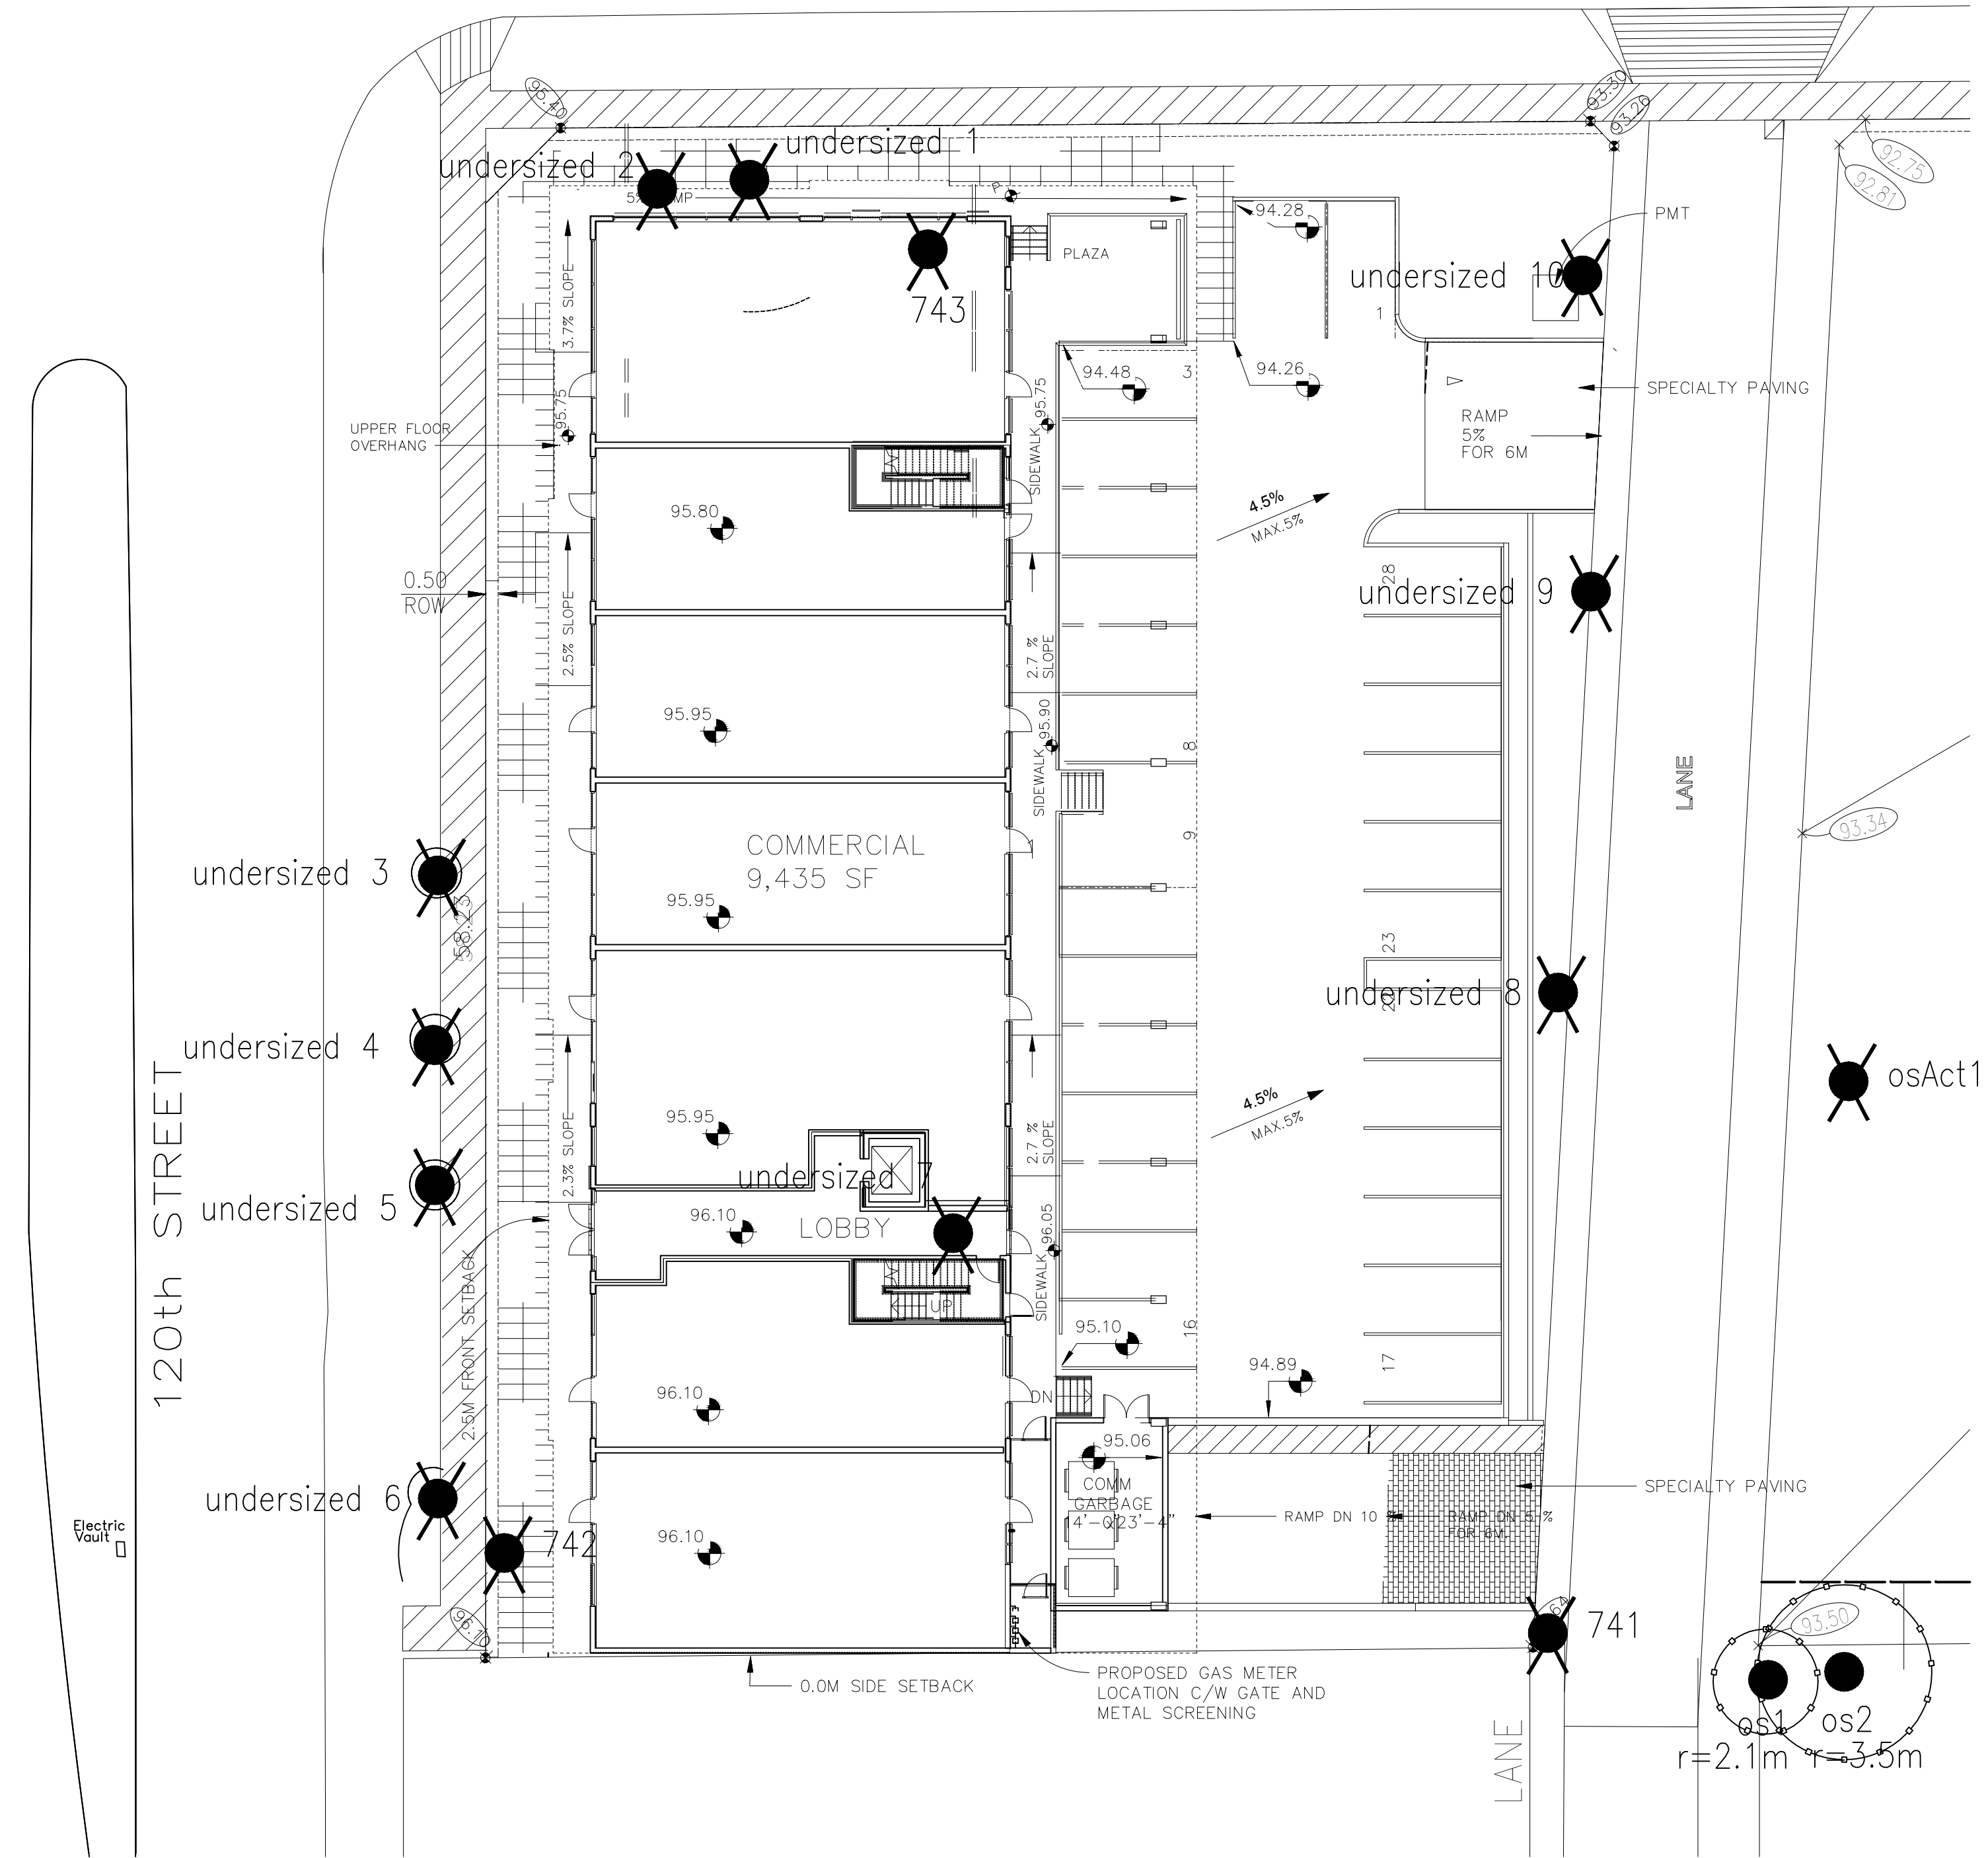 95.40
93.30
93.26
92.75
92.81
undersized 1
undersized 2
P
743
PLAZA
94.28
PMT
undersized 10
1
3.7% SLOPE
94.48
3
94.26
SPECIALTY PAVING
RAMP
5%
FOR 6M
UPPER FLOOR
OVERHANG
95.75
SIDEWALK
95.75
95.80
4.5%
MAX.5%
0.50
ROW
28
undersized 9
2.5% SLOPE
2.7 %
SLOPE
95.95
95.90
SIDEWALK
8
LANE
93.34
COMMERCIAL
9,435 SF
9
undersized 3
58.23
95.95
23
undersized 8
undersized 4
osAct1
120th STREET
2.3% SLOPE
95.95
2.7 %
SLOPE
4.5%
MAX.5%
undersized 7
undersized 5
96.10
LOBBY
SIDEWALK
96.05
2.5M FRONT SETBACK
UP
95.10
16
94.89
17
96.10
DN
95.06
COMM
GARBAGE
SPECIALTY PAVING
undersized 6
Electric
Vault
742
96.10
RAMP DN 10 %
RAMP DN 5 %
FOR 6M
96.10
741
93.50
0.0M SIDE SETBACK
PROPOSED GAS METER
LOCATION C/W GATE AND
METAL SCREENING
LANE
os1
r=2.1m
os2
r=3.5m